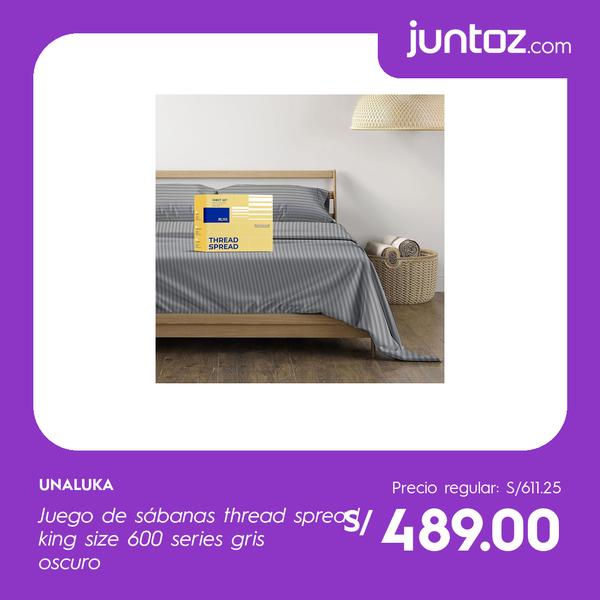 juntoz.com
SHEET SET
BLISS
THREAD
SPREAD
UNALUKA
Precio regular: S/611.25
Juego de sábanas thread spread
king size 600 series gris
oscuro
S/ 489.00